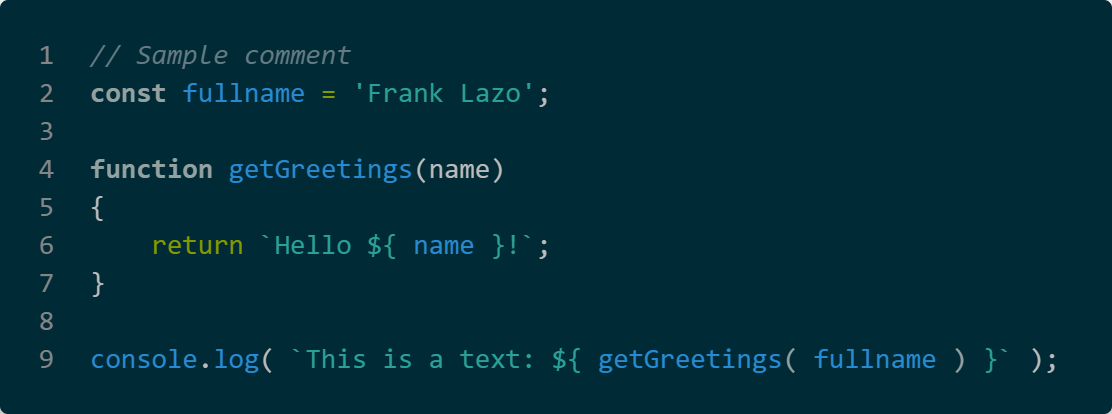 1 // Sample comment
2 const fullname = 'Frank Lazo';
3
4 function getGreetings(name)
5 {
6     return `Hello ${ name }!`;
7 }
8
9 console.log( `This is a text: ${ getGreetings( fullname ) }` );